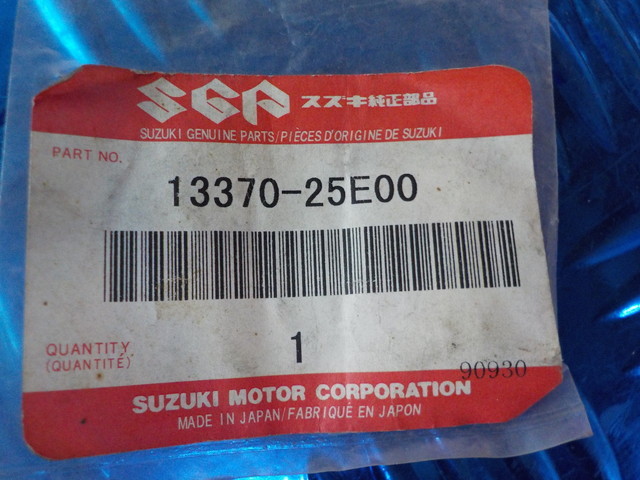 SGP スズキ純正部品
SUZUKI GENUINE PARTS/PIÈCES D'ORIGINE DE SUZUKI
PART NO.
13370-25E00
QUANTITY
(QUANTITÉ)
1
90930
SUZUKI MOTOR CORPORATION
MADE IN JAPAN/FABRIQUÉ EN JAPON